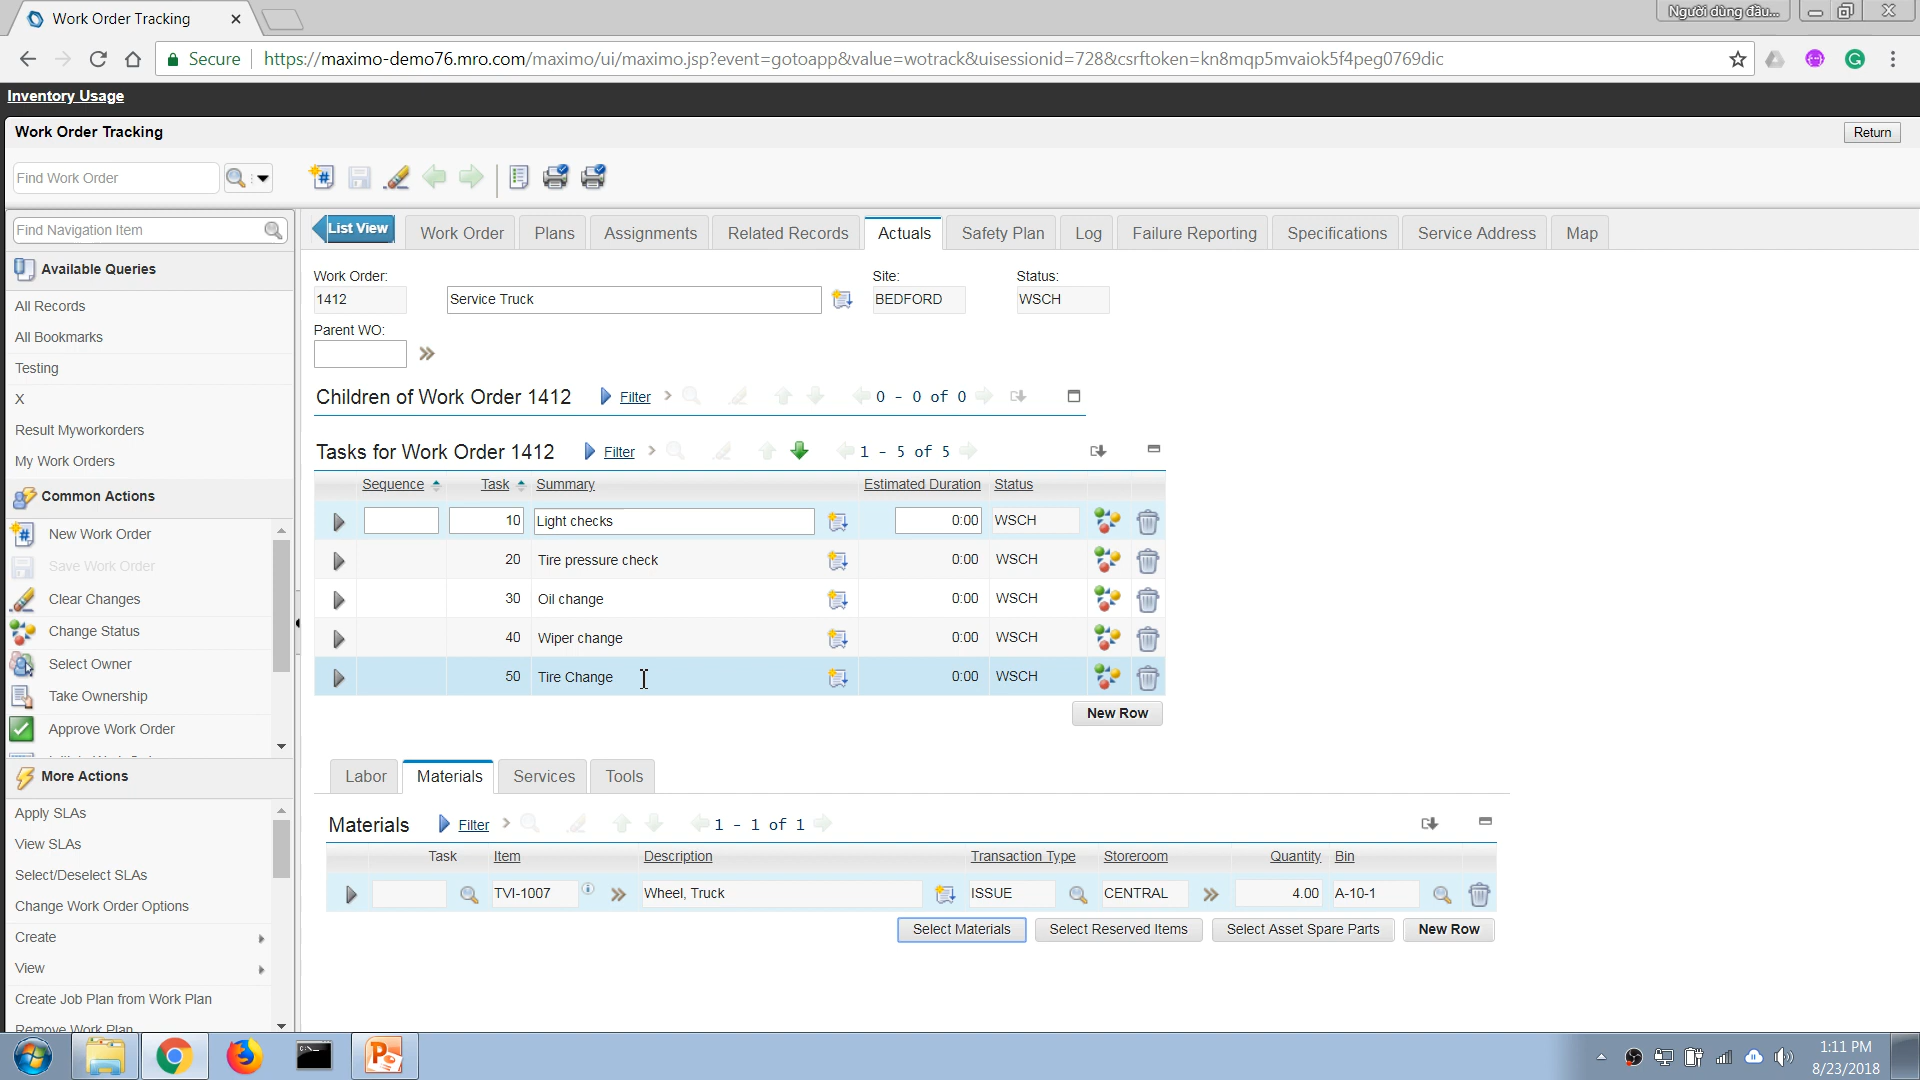 Work Order Tracking
Người dùng đầu...
Secure
https://maximo-demo76.mro.com/maximo/ui/maximo.jsp?event=gotoapp&value=wotrack&uisessionid=728&csrftoken=kn8mqp5mvaiok5f4peg0769dic
Inventory Usage
Work Order Tracking
Return
Find Work Order
Find Navigation Item
Available Queries
All Records
All Bookmarks
Testing
X
Result Myworkorders
My Work Orders
Common Actions
New Work Order
Save Work Order
Clear Changes
Change Status
Select Owner
Take Ownership
Approve Work Order
More Actions
Apply SLAs
View SLAs
Select/Deselect SLAs
Change Work Order Options
Create
View
Create Job Plan from Work Plan
Remove Work Plan
List View
Work Order
Plans
Assignments
Related Records
Actuals
Safety Plan
Log
Failure Reporting
Specifications
Service Address
Map
Work Order:
Site:
Status:
1412
Service Truck
BEDFORD
WSCH
Parent WO:
Children of Work Order 1412 Filter 0 - 0 of 0
Tasks for Work Order 1412 Filter 1 - 5 of 5
Sequence Task Summary Estimated Duration Status
10 Light checks 0:00 WSCH
20 Tire pressure check 0:00 WSCH
30 Oil change 0:00 WSCH
40 Wiper change 0:00 WSCH
50 Tire Change 0:00 WSCH
New Row
Labor
Materials
Services
Tools
Materials Filter 1 - 1 of 1
Task Item Description Transaction Type Storeroom Quantity Bin
TVI-1007 Wheel, Truck ISSUE CENTRAL 4.00 A-10-1
Select Materials
Select Reserved Items
Select Asset Spare Parts
New Row
1:11 PM
8/23/2018